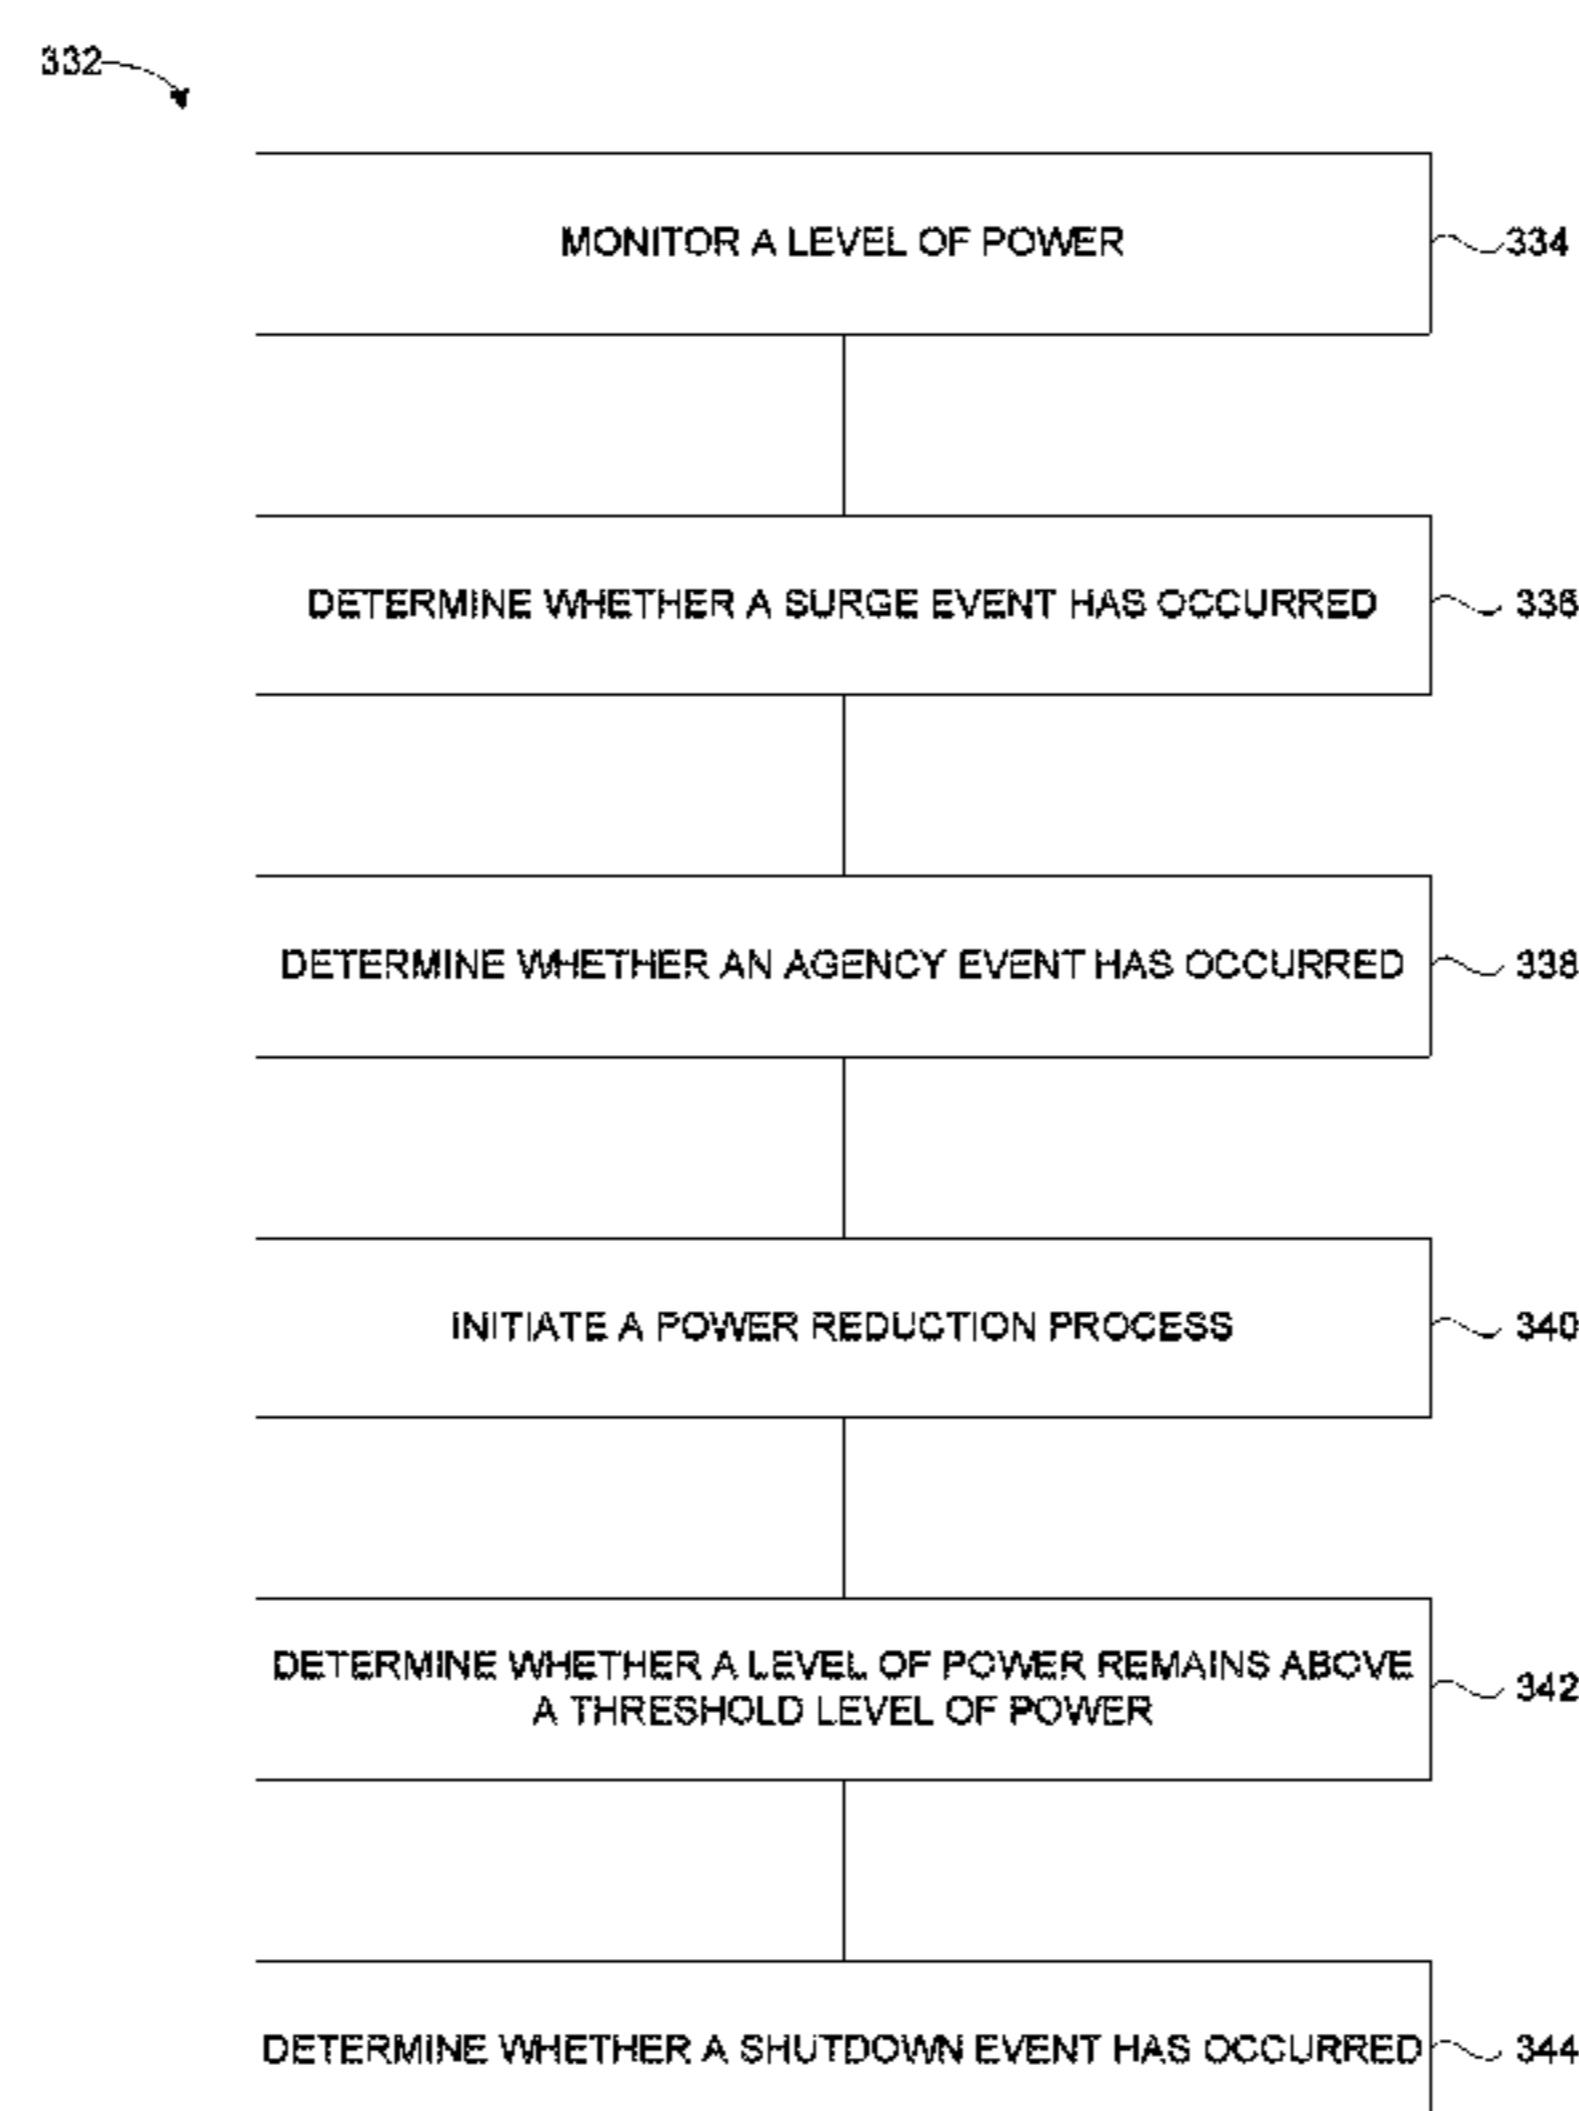 332
MONITOR A LEVEL OF POWER
334
DETERMINE WHETHER A SURGE EVENT HAS OCCURRED
336
DETERMINE WHETHER AN AGENCY EVENT HAS OCCURRED
338
INITIATE A POWER REDUCTION PROCESS
340
DETERMINE WHETHER A LEVEL OF POWER REMAINS ABOVE
A THRESHOLD LEVEL OF POWER
342
DETERMINE WHETHER A SHUTDOWN EVENT HAS OCCURRED
344